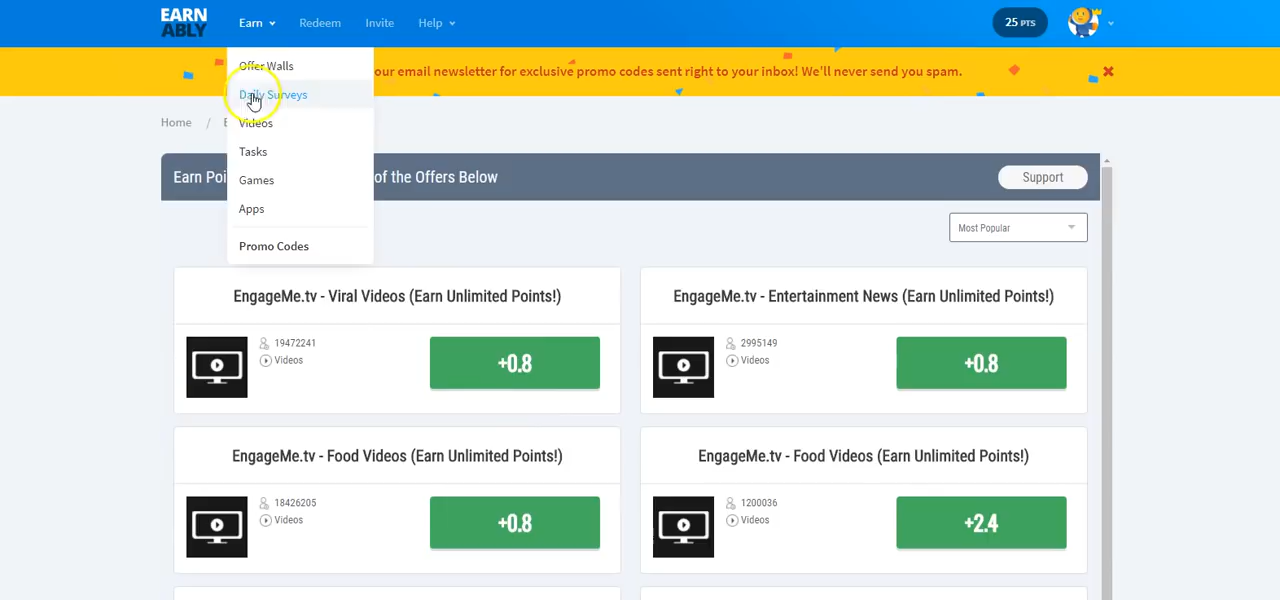 EARN
ABLY
Earn
Redeem
Invite
Help
25 PTS
our email newsletter for exclusive promo codes sent right to your inbox! We'll never send you spam.
Offer Walls
Daily Surveys
Videos
Tasks
Games
Apps
Promo Codes
Home / E
Earn Poi of the Offers Below
Support
Most Popular
EngageMe.tv - Viral Videos (Earn Unlimited Points!)
19472241
Videos
+0.8
EngageMe.tv - Entertainment News (Earn Unlimited Points!)
2995149
Videos
+0.8
EngageMe.tv - Food Videos (Earn Unlimited Points!)
18426205
Videos
+0.8
EngageMe.tv - Food Videos (Earn Unlimited Points!)
1200036
Videos
+2.4